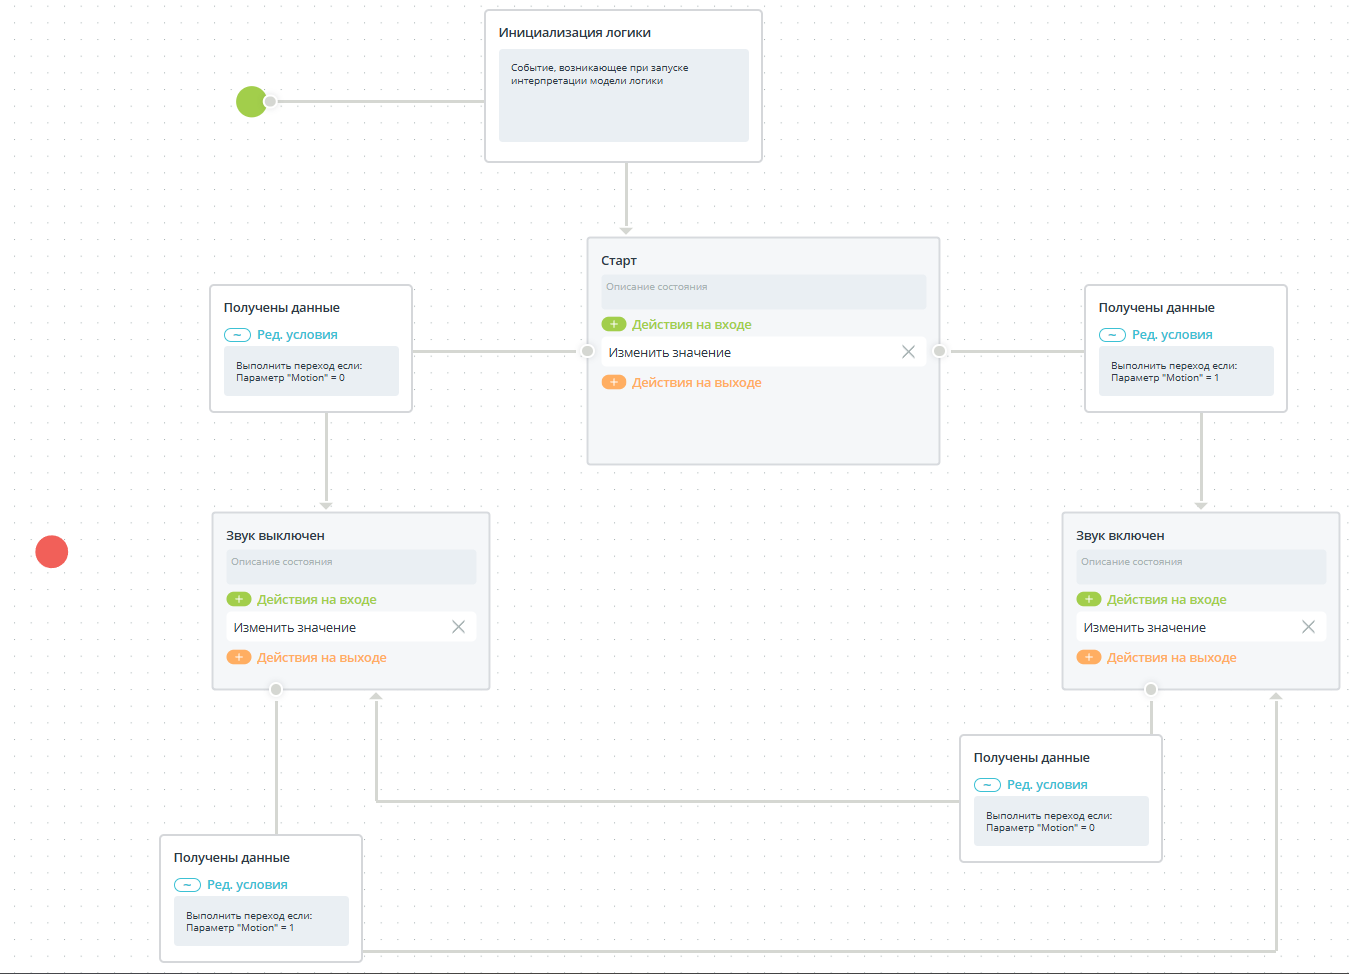 Инициализация логики
Событие, возникающее при запуске
интерпретации модели логики
Старт
Описание состояния
+ Действия на входе
Изменить значение
+ Действия на выходе
Получены данные
~ Ред. условия
Выполнить переход если:
Параметр "Motion" = 0
Получены данные
~ Ред. условия
Выполнить переход если:
Параметр "Motion" = 1
Звук выключен
Описание состояния
+ Действия на входе
Изменить значение
+ Действия на выходе
Звук включен
Описание состояния
+ Действия на входе
Изменить значение
+ Действия на выходе
Получены данные
~ Ред. условия
Выполнить переход если:
Параметр "Motion" = 0
Получены данные
~ Ред. условия
Выполнить переход если:
Параметр "Motion" = 1